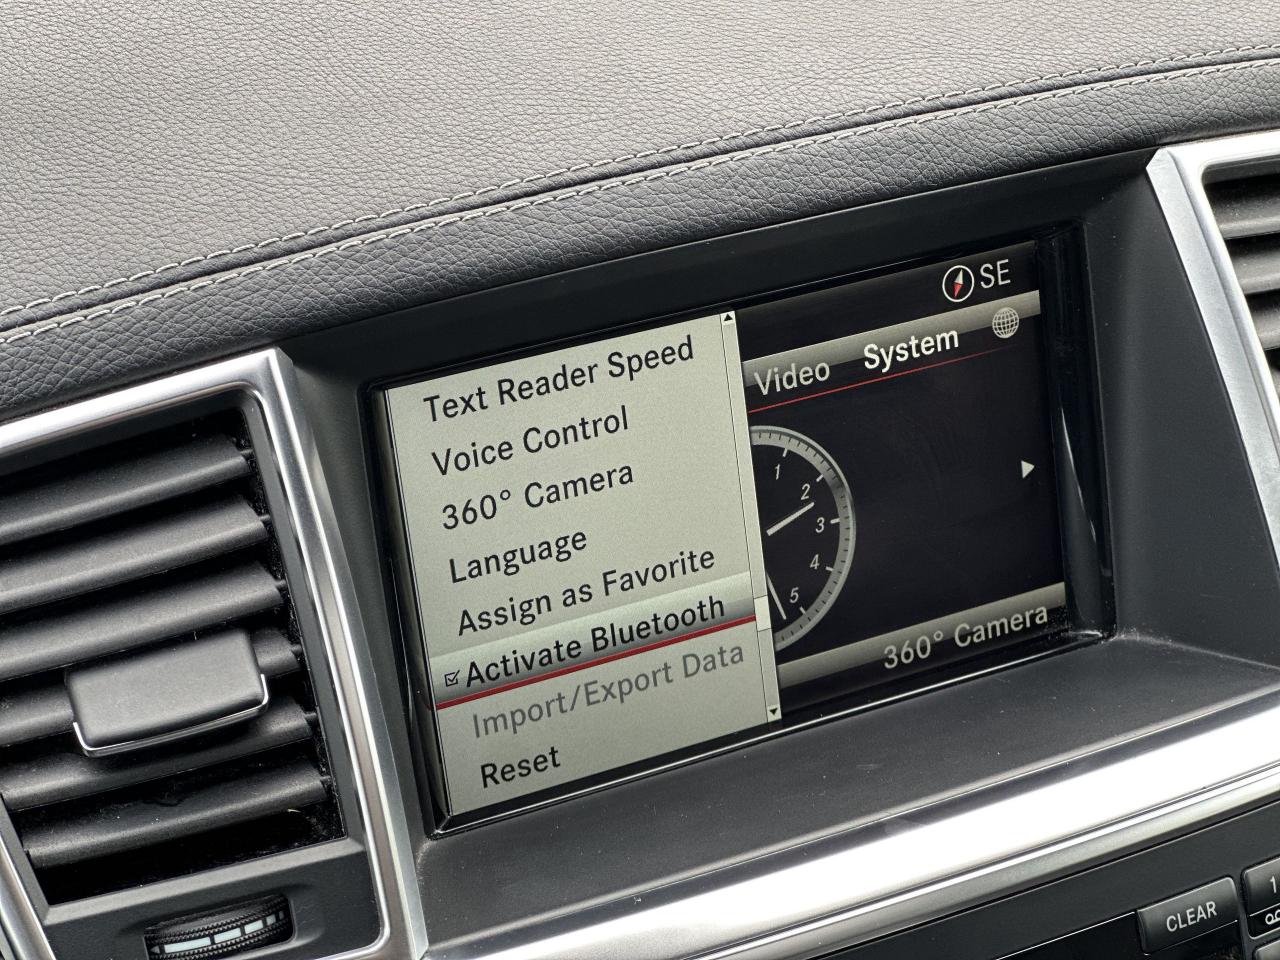 SE
Video System
Text Reader Speed
Voice Control
360° Camera
Language
Assign as Favorite
Activate Bluetooth
Import/Export Data
Reset
1
2
3
4
5
360° Camera
CLEAR
1